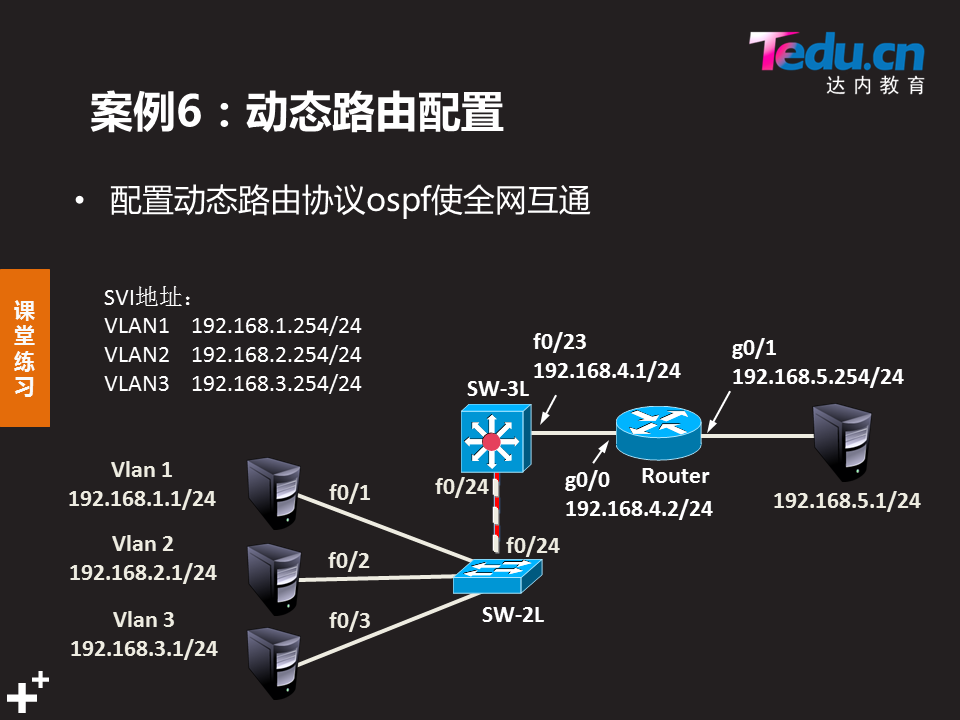 Tedu.cn
达内教育
案例6：动态路由配置
• 配置动态路由协议ospf使全网互通
课
堂
练
习
SVI地址：
VLAN1 192.168.1.254/24
VLAN2 192.168.2.254/24
VLAN3 192.168.3.254/24
f0/23
192.168.4.1/24
g0/1
192.168.5.254/24
SW-3L
Router
g0/0
192.168.4.2/24
192.168.5.1/24
Vlan 1
192.168.1.1/24
f0/1
f0/24
Vlan 2
192.168.2.1/24
f0/2
f0/24
SW-2L
Vlan 3
192.168.3.1/24
f0/3